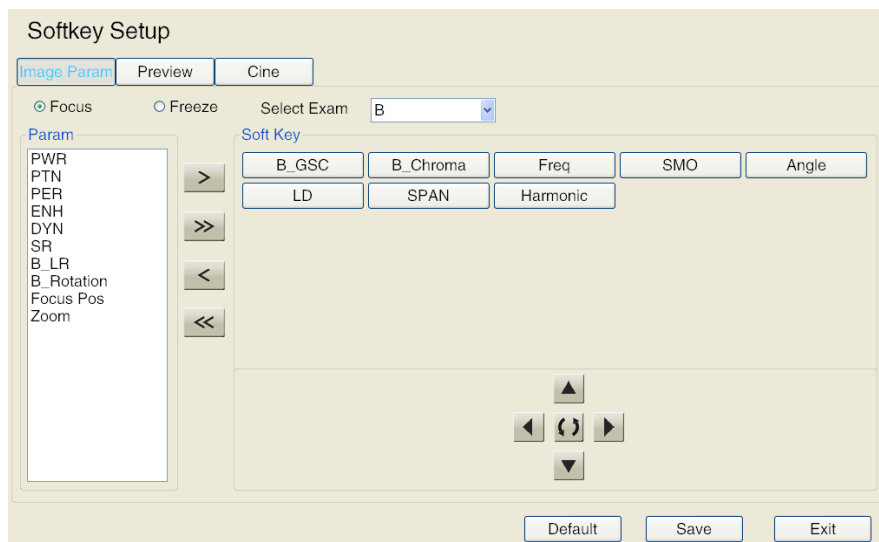 Softkey Setup
Image Param Preview Cine
Focus Freeze Select Exam B
Param
PWR
PTN
PER
ENH
DYN
SR
B_LR
B_Rotation
Focus Pos
Zoom
>
>>
<
<<
Soft Key
B_GSC B_Chroma Freq SMO Angle
LD SPAN Harmonic
Default Save Exit